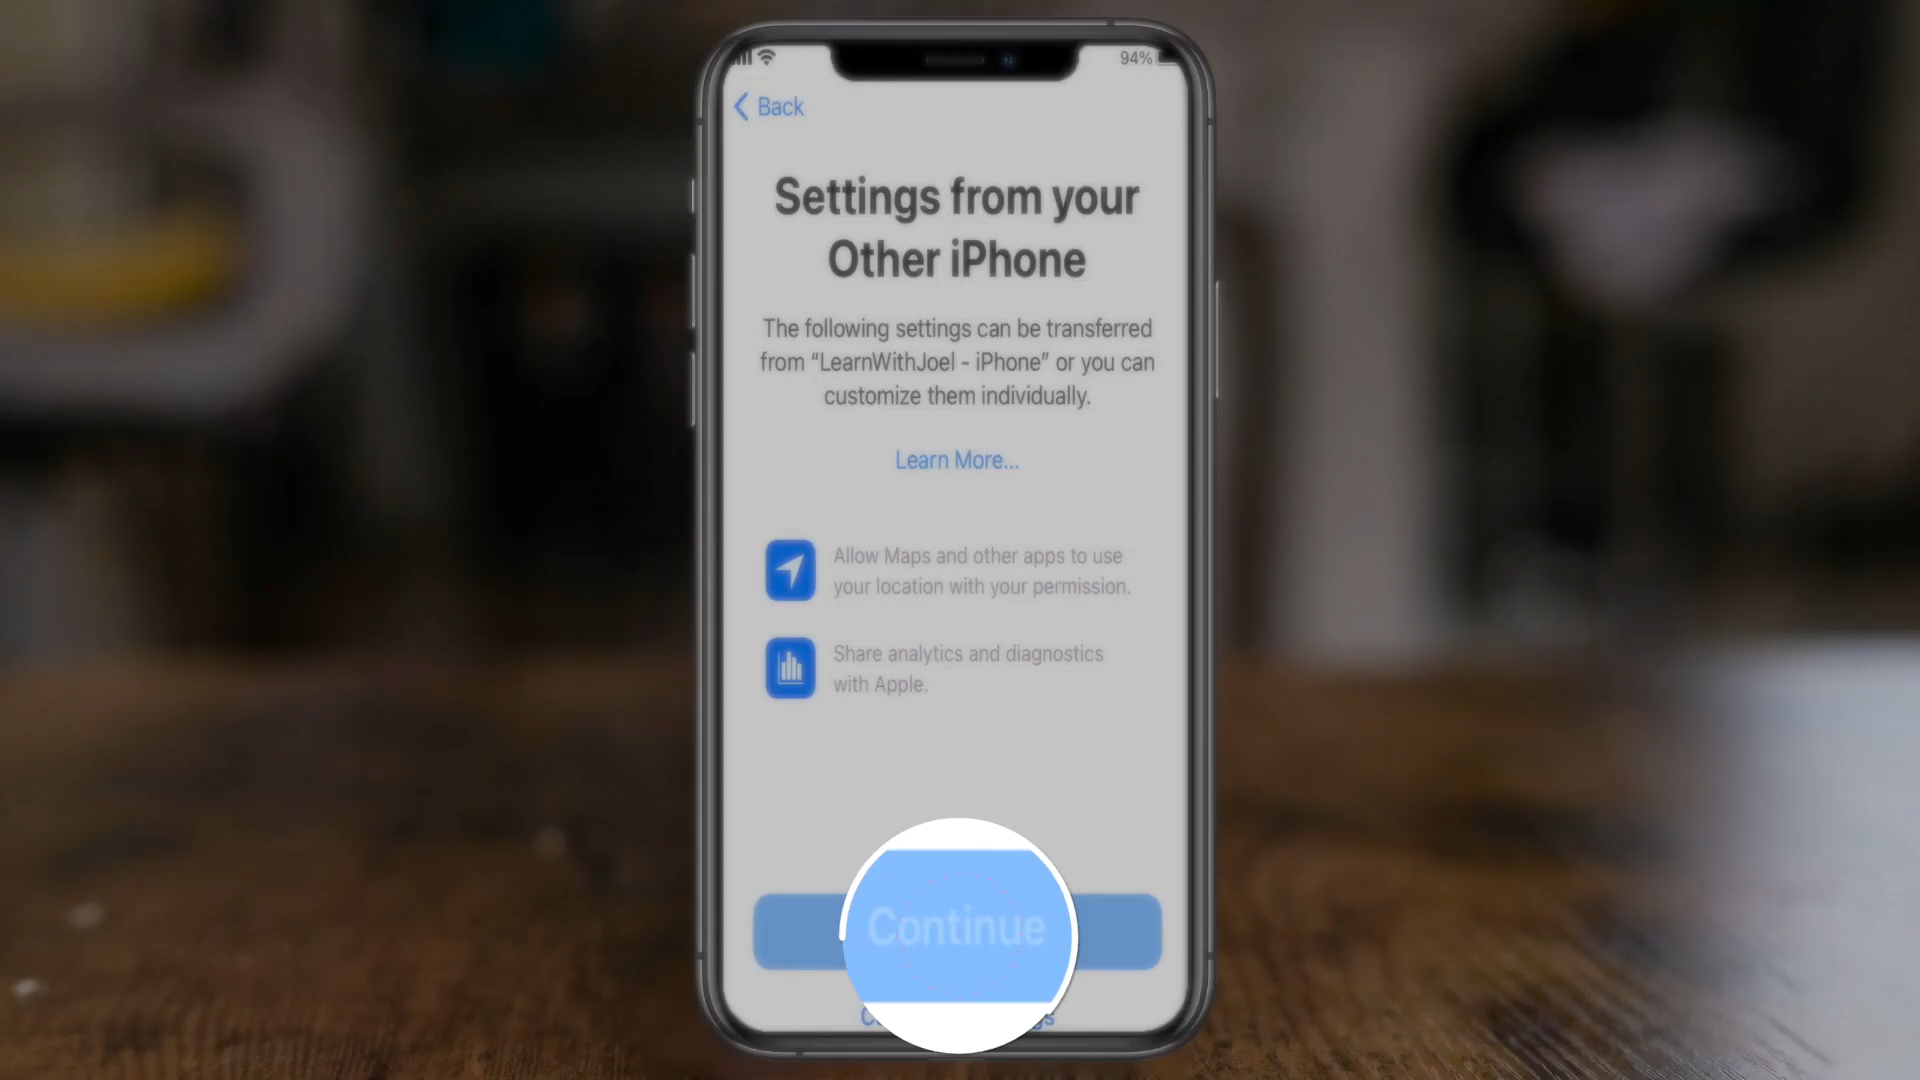 94%
Back
Settings from your
Other iPhone
The following settings can be transferred
from “LearnWithJoel - iPhone” or you can
customize them individually.
Learn More...
Allow Maps and other apps to use
your location with your permission.
Share analytics and diagnostics
with Apple.
Continue